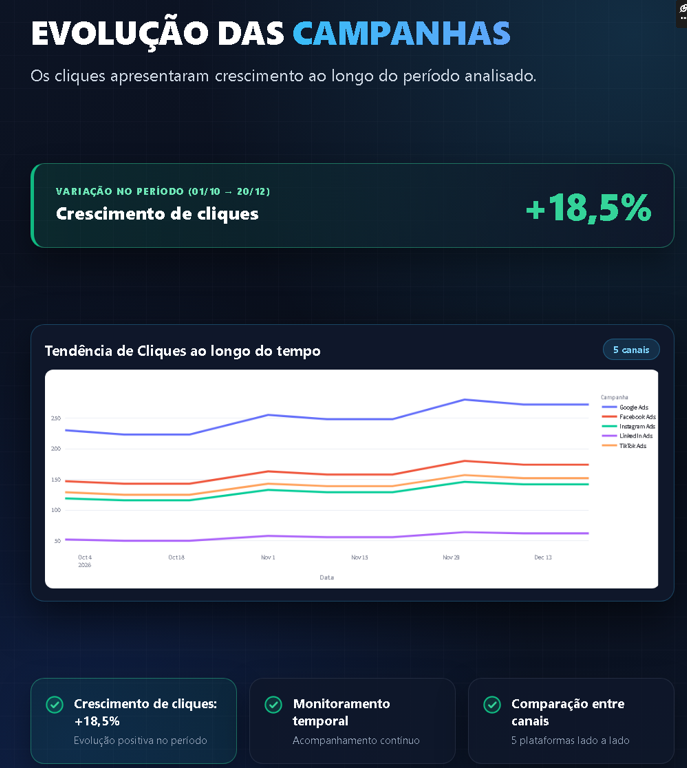 EVOLUÇÃO DAS CAMPANHAS
Os cliques apresentaram crescimento ao longo do período analisado.
VARIAÇÃO NO PERÍODO (01/10 → 20/12)
Crescimento de cliques
+18,5%
Tendência de Cliques ao longo do tempo
5 canais
Campanha
Google Ads
Facebook Ads
Instagram Ads
LinkedIn Ads
TikTok Ads
250
200
150
100
50
Oct 4
2026
Oct 18
Nov 1
Nov 15
Nov 29
Dec 13
Data
Crescimento de cliques:
+18,5%
Evolução positiva no período
Monitoramento
temporal
Acompanhamento contínuo
Comparação entre
canais
5 plataformas lado a lado